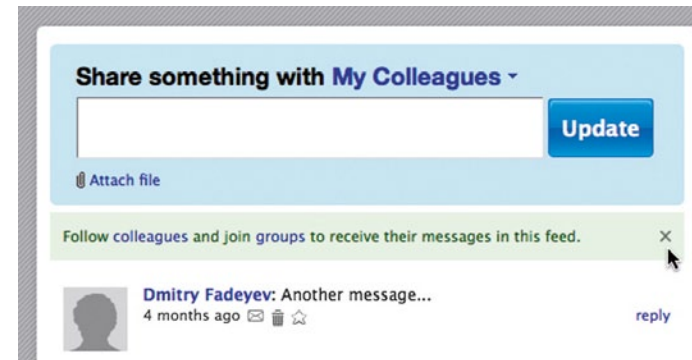 Share something with My Colleagues
Update
Attach file
Follow colleagues and join groups to receive their messages in this feed.
Dmitry Fadeyev: Another message...
4 months ago
reply